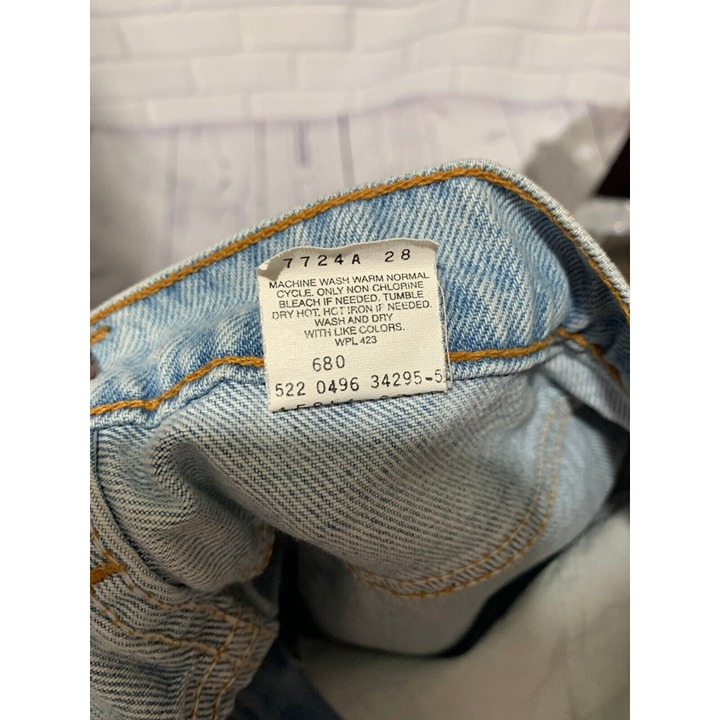 7724A 28
MACHINE WASH WARM NORMAL
CYCLE. ONLY NON CHLORINE
BLEACH IF NEEDED. TUMBLE
DRY HOT. HOT IRON IF NEEDED.
WASH AND DRY
WITH LIKE COLORS.
WPL 423
680
522 0496 34295-5